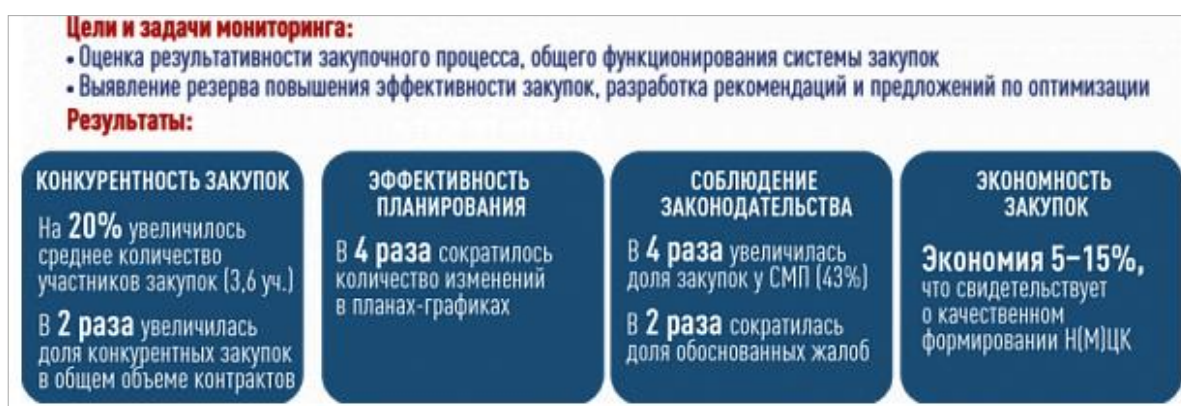 Цели и задачи мониторинга:
• Оценка результативности закупочного процесса, общего функционирования системы закупок
• Выявление резерва повышения эффективности закупок, разработка рекомендаций и предложений по оптимизации
Результаты:
КОНКУРЕНТНОСТЬ ЗАКУПОК
На 20% увеличилось
среднее количество
участников закупок (3,6 уч.)
В 2 раза увеличилась
доля конкурентных закупок
в общем объеме контрактов
ЭФФЕКТИВНОСТЬ
ПЛАНИРОВАНИЯ
В 4 раза сократилось
количество изменений
в планах-графиках
СОБЛЮДЕНИЕ
ЗАКОНОДАТЕЛЬСТВА
В 4 раза увеличилась
доля закупок у СМП (43%)
В 2 раза сократилась
доля обоснованных жалоб
ЭКОНОМНОСТЬ
ЗАКУПОК
Экономия 5–15%,
что свидетельствует
о качественном
формировании Н(М)ЦК